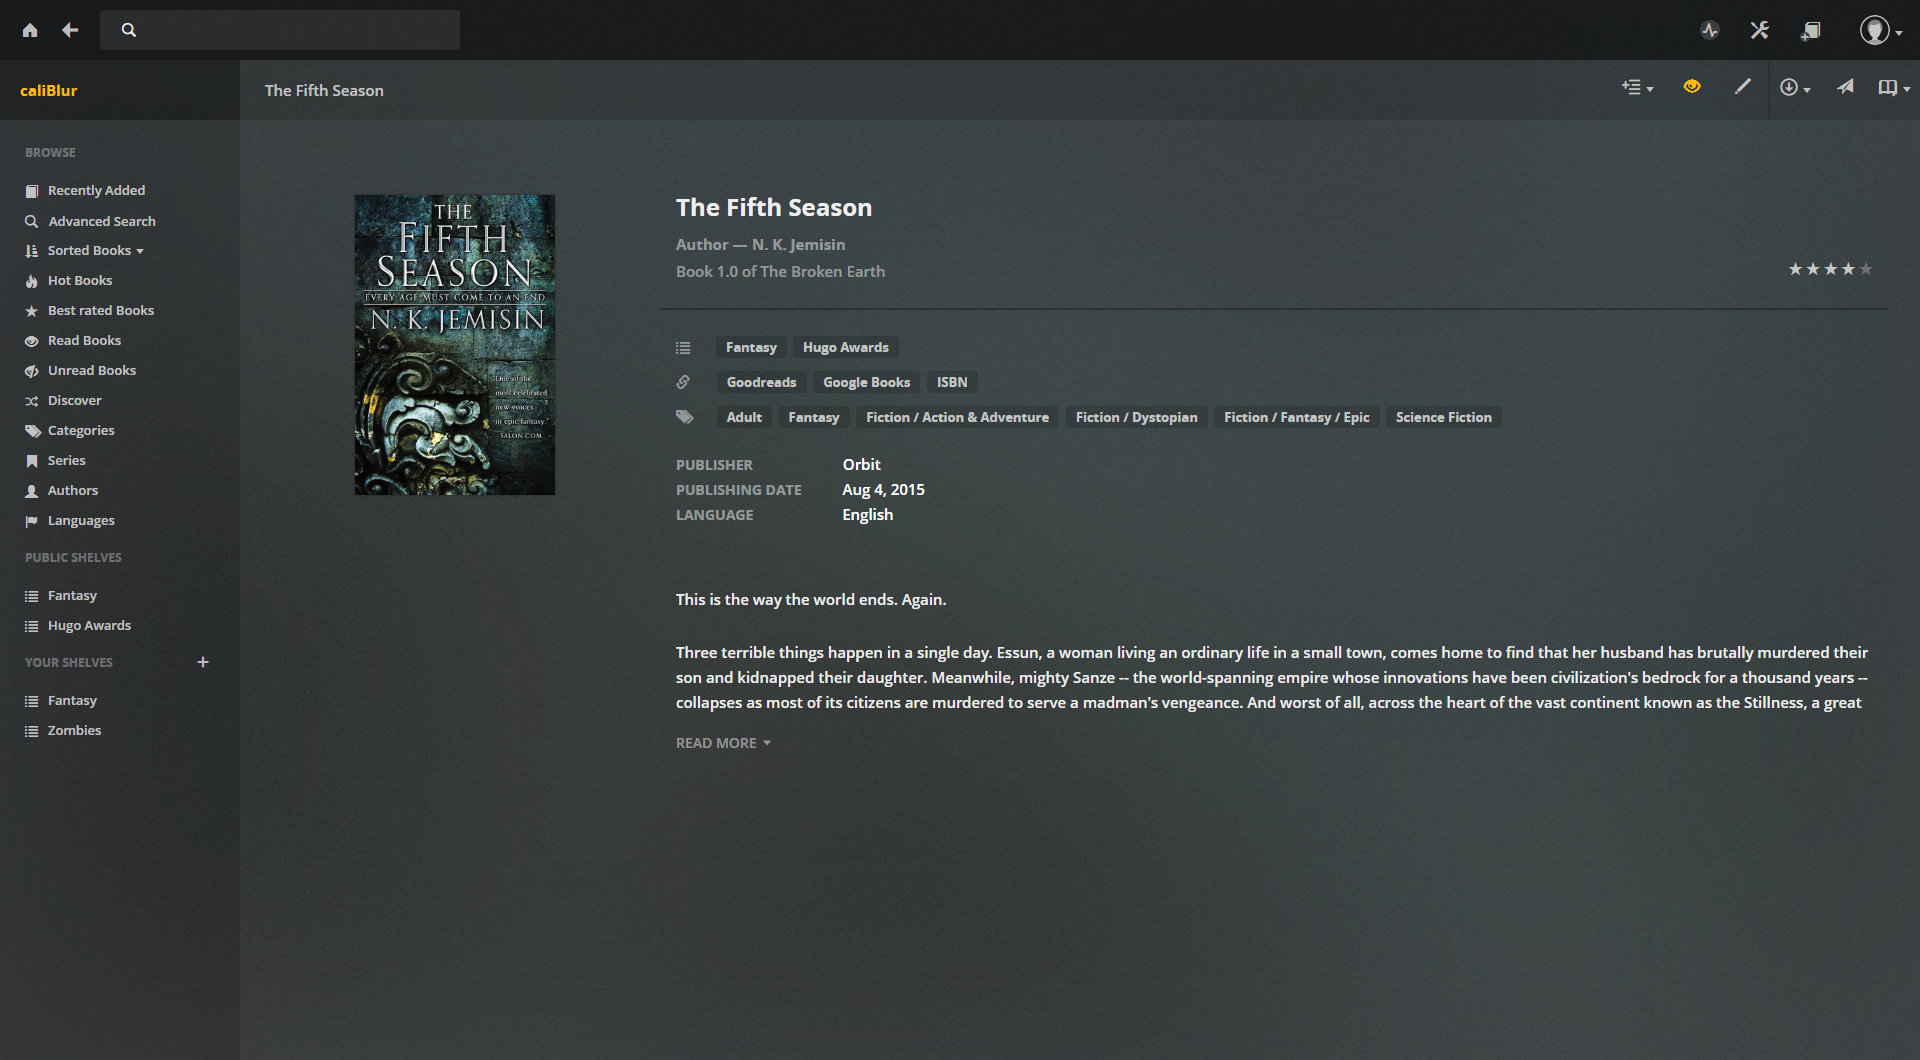 caliBlur
The Fifth Season
BROWSE
Recently Added
Advanced Search
Sorted Books
Hot Books
Best rated Books
Read Books
Unread Books
Discover
Categories
Series
Authors
Languages
PUBLIC SHELVES
Fantasy
Hugo Awards
YOUR SHELVES
Fantasy
Zombies
THE
FIFTH
SEASON
EVERY AGE MUST COME TO AN END
N. K. JEMISIN
"One of the
most celebrated
new voices
in epic fantasy."
SALON.COM
The Fifth Season
Author — N. K. Jemisin
Book 1.0 of The Broken Earth
Fantasy Hugo Awards
Goodreads Google Books ISBN
Adult Fantasy Fiction / Action & Adventure Fiction / Dystopian Fiction / Fantasy / Epic Science Fiction
PUBLISHER Orbit
PUBLISHING DATE Aug 4, 2015
LANGUAGE English
This is the way the world ends. Again.
Three terrible things happen in a single day. Essun, a woman living an ordinary life in a small town, comes home to find that her husband has brutally murdered their
son and kidnapped their daughter. Meanwhile, mighty Sanze -- the world-spanning empire whose innovations have been civilization's bedrock for a thousand years --
collapses as most of its citizens are murdered to serve a madman's vengeance. And worst of all, across the heart of the vast continent known as the Stillness, a great
READ MORE